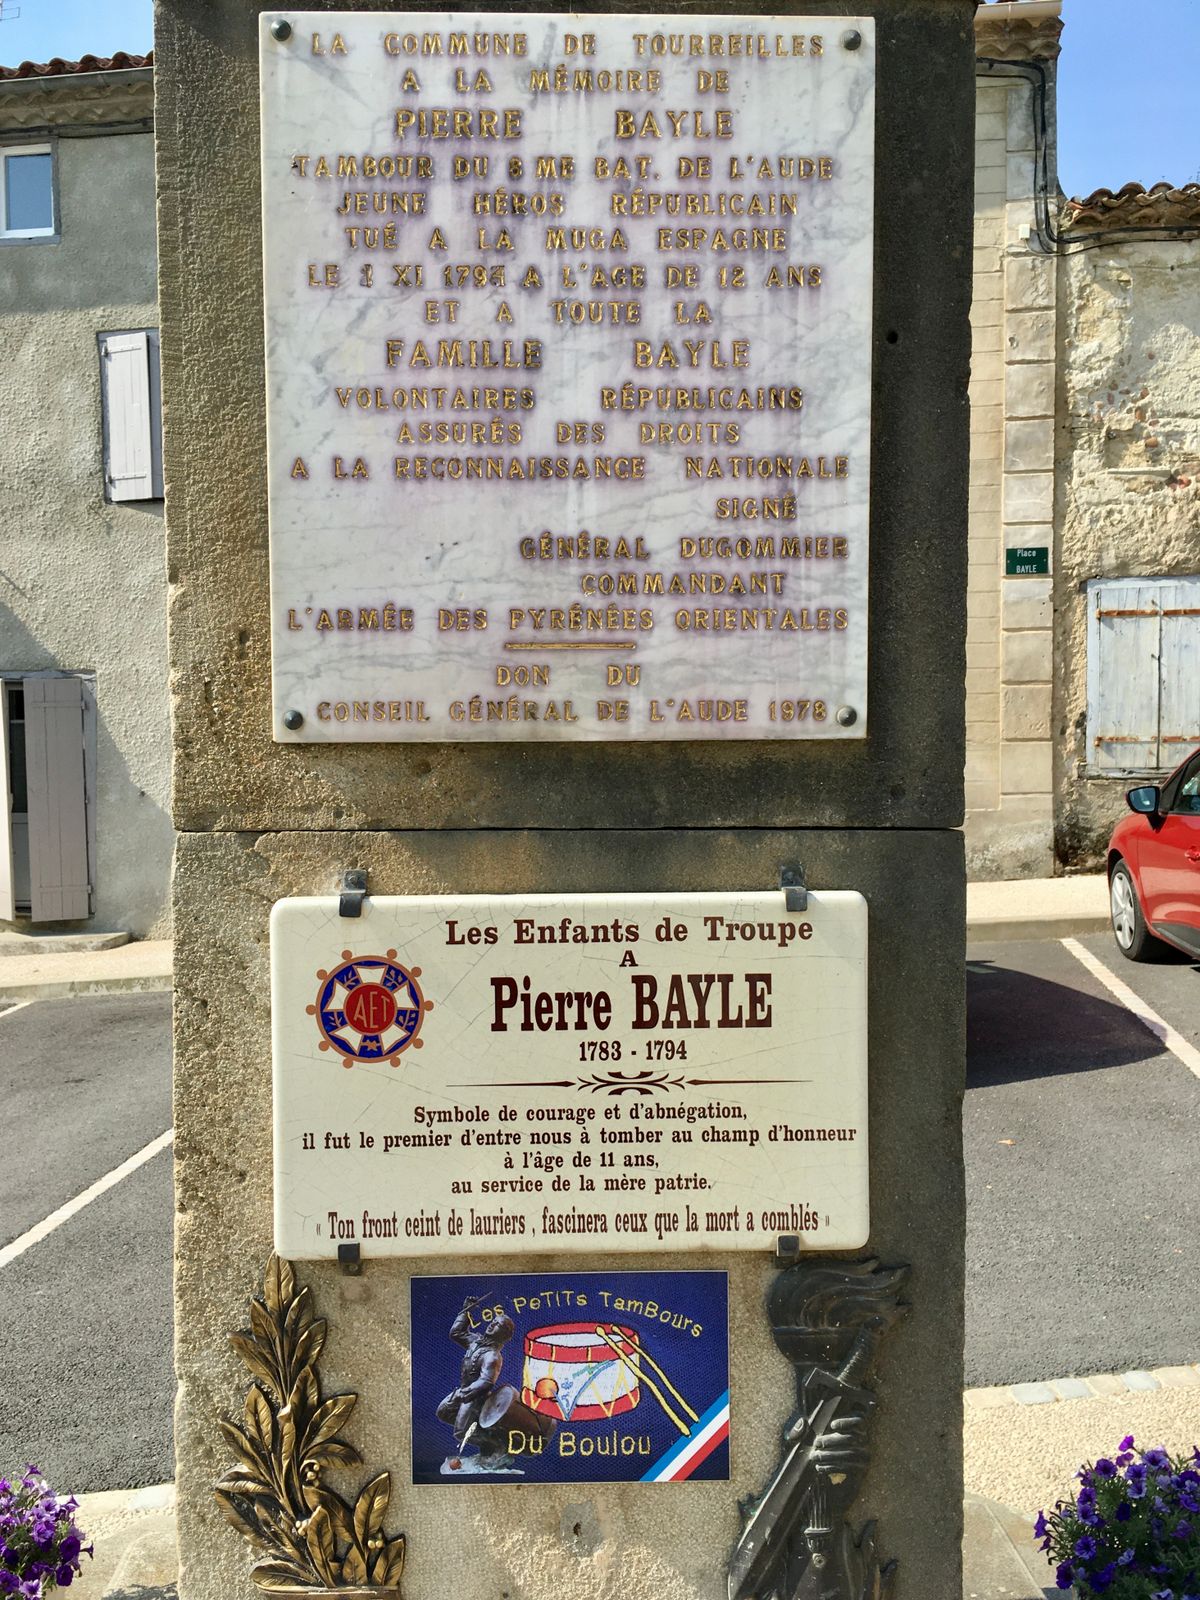 LA COMMUNE DE TOURREILLES
A LA MÉMOIRE DE
PIERRE BAYLE
TAMBOUR DU 8 ME BAT. DE L'AUDE
JEUNE HÉROS RÉPUBLICAIN
TUÉ A LA MUGA ESPAGNE
LE 1 XI 1794 A L'AGE DE 12 ANS
ET A TOUTE LA
FAMILLE BAYLE
VOLONTAIRES RÉPUBLICAINS
ASSURÉS DES DROITS
A LA RECONNAISSANCE NATIONALE
SIGNÉ
GÉNÉRAL DUGOMMIER
COMMANDANT
L'ARMÉE DES PYRÉNÉES ORIENTALES
DON DU
CONSEIL GÉNÉRAL DE L'AUDE 1978
Place
BAYLE
Les Enfants de Troupe
A
Pierre BAYLE
1783 - 1794
AET
Symbole de courage et d'abnégation,
il fut le premier d'entre nous à tomber au champ d'honneur
à l'âge de 11 ans,
au service de la mère patrie.
« Ton front ceint de lauriers , fascinera ceux que la mort a comblés »
Les PeTITs TamBours
Du Boulou